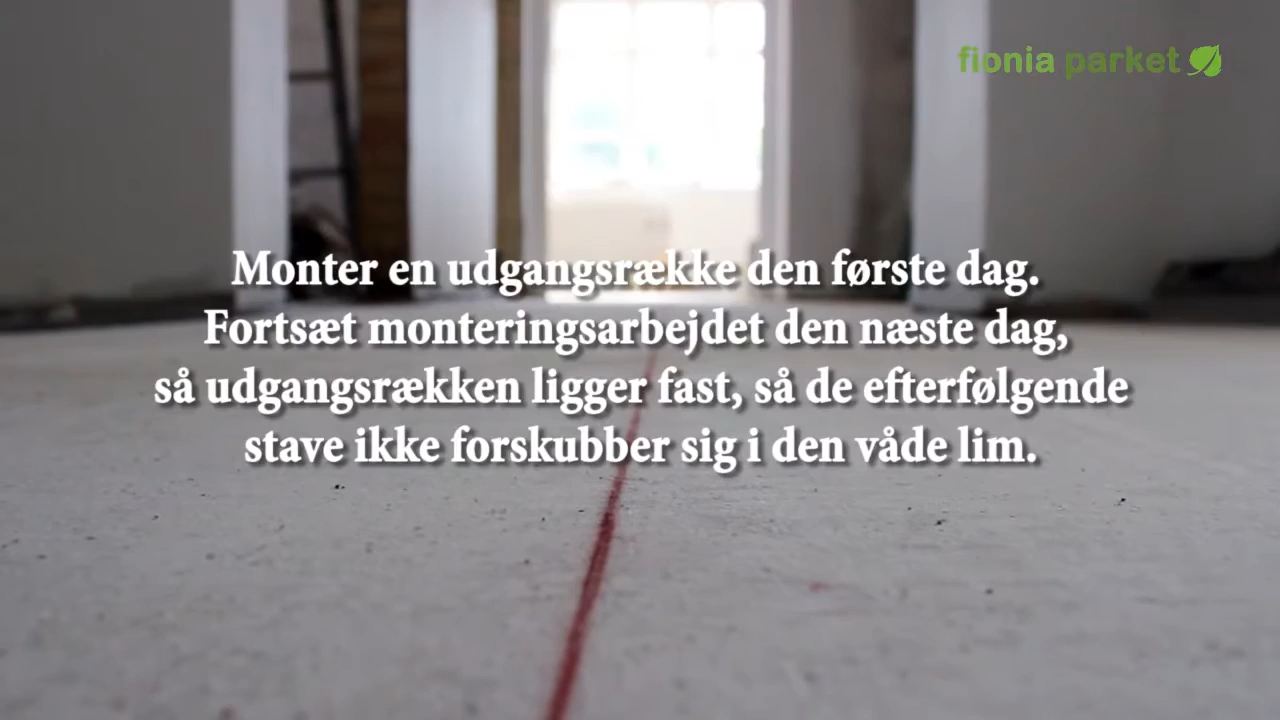 fionia parket
Monter en udgangsrække den første dag.
Fortsæt monteringsarbejdet den næste dag,
så udgangsrækken ligger fast, så de efterfølgende
stave ikke forskubber sig i den våde lim.